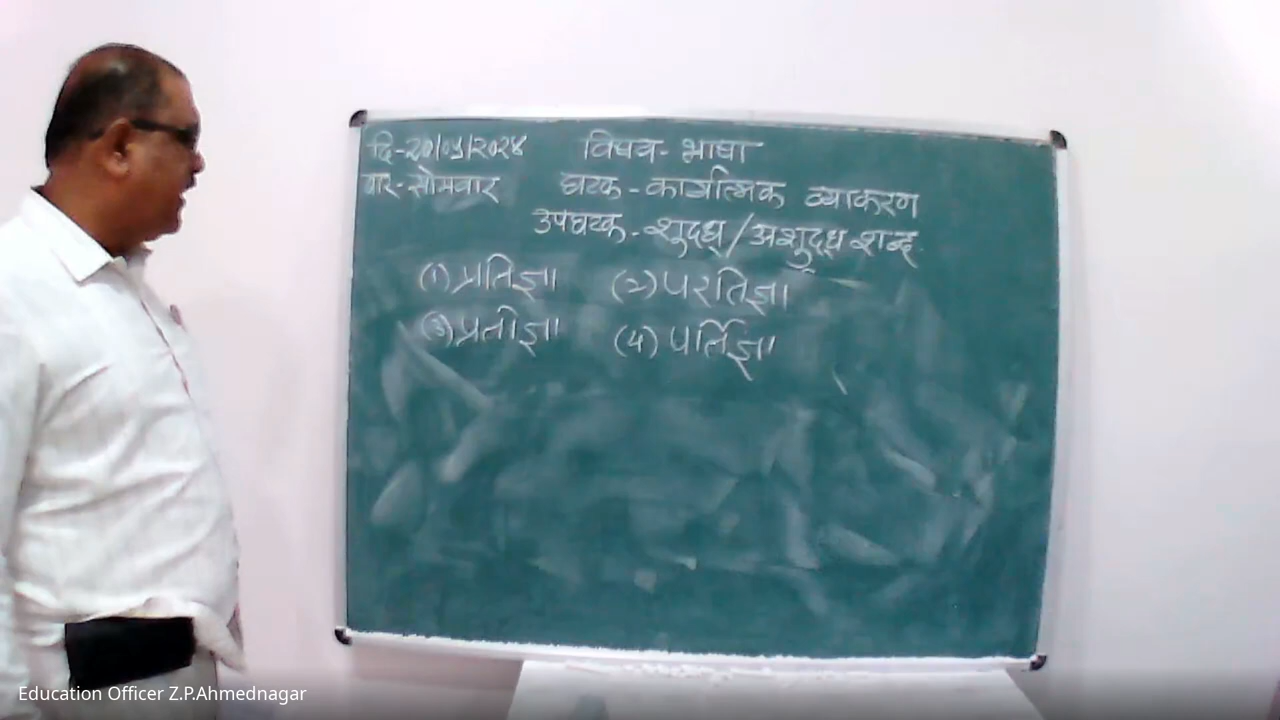 दि-२०/०५/२०२४ विषय-भाषा
वार-सोमवार घटक-कार्यात्मक व्याकरण
उपघटक-शुद्ध/अशुद्ध शब्द.
(१)प्रतिज्ञा (२)परतिज्ञा
(३)प्रतीज्ञा (४)पर्तिज्ञा
Education Officer Z.P.Ahmednagar